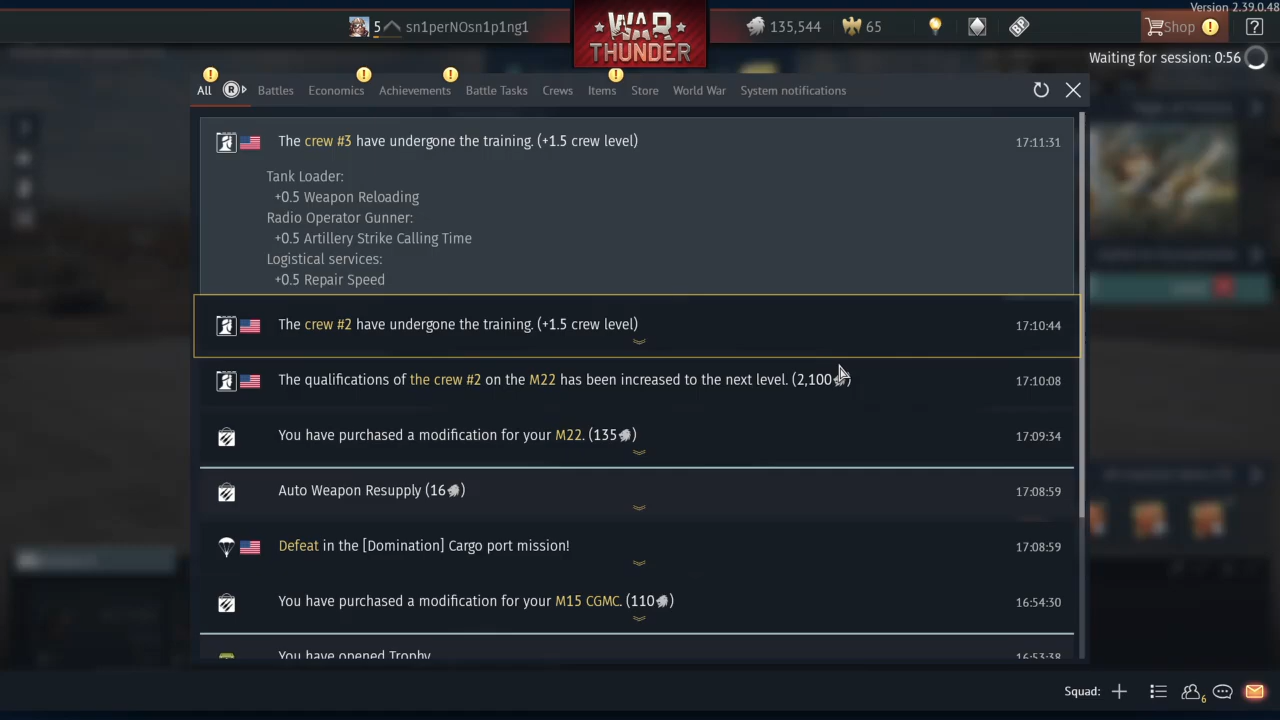 Version 2.39.0.48
5 sn1perNOsn1p1ng1
WAR
THUNDER
135,544
65
BP
Shop
?
Waiting for session: 0:56
All
R
Battles
Economics
Achievements
Battle Tasks
Crews
Items
Store
World War
System notifications
The crew #3 have undergone the training. (+1.5 crew level)
17:11:31
Tank Loader:
+0.5 Weapon Reloading
Radio Operator Gunner:
+0.5 Artillery Strike Calling Time
Logistical services:
+0.5 Repair Speed
The crew #2 have undergone the training. (+1.5 crew level)
17:10:44
The qualifications of the crew #2 on the M22 has been increased to the next level. (2,100)
17:10:08
You have purchased a modification for your M22. (135)
17:09:34
Auto Weapon Resupply (16)
17:08:59
Defeat in the [Domination] Cargo port mission!
17:08:59
You have purchased a modification for your M15 CGMC. (110)
16:54:30
You have opened Trophy
16:53:38
Squad:
6